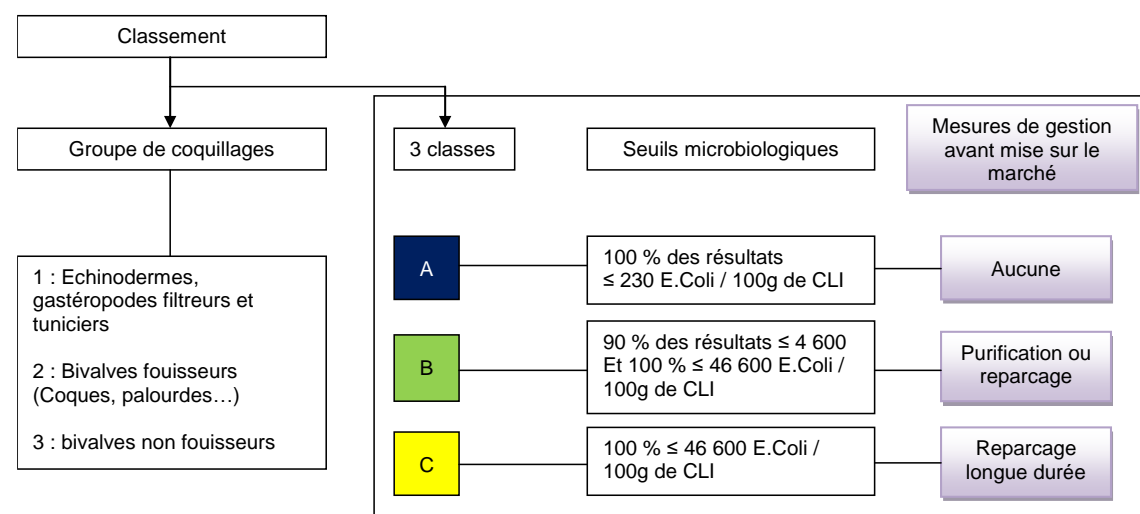 Classement
Groupe de coquillages
3 classes
Seuils microbiologiques
Mesures de gestion
avant mise sur le
marché
1 : Echinodermes,
gastéropodes filtreurs et
tuniciers
2 : Bivalves fouisseurs
(Coques, palourdes…)
3 : bivalves non fouisseurs
A
100 % des résultats
≤ 230 E.Coli / 100g de CLI
Aucune
B
90 % des résultats ≤ 4 600
Et 100 % ≤ 46 600 E.Coli /
100g de CLI
Purification ou
reparcage
C
100 % ≤ 46 600 E.Coli /
100g de CLI
Reparcage
longue durée